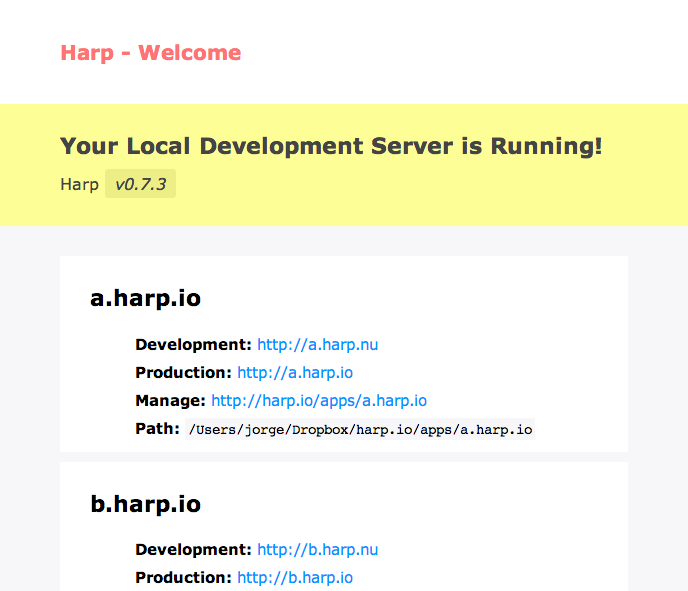 Harp - Welcome
Your Local Development Server is Running!
Harp v0.7.3
a.harp.io
Development: http://a.harp.nu
Production: http://a.harp.io
Manage: http://harp.io/apps/a.harp.io
Path: /Users/jorge/Dropbox/harp.io/apps/a.harp.io
b.harp.io
Development: http://b.harp.nu
Production: http://b.harp.io